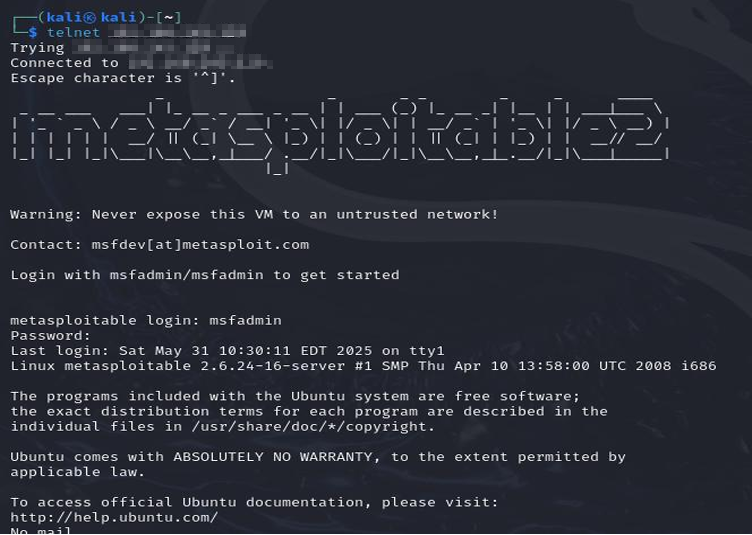 (kali㉿kali)-[~]
$ telnet
Trying
Connected to
Escape character is '^]'.
metasploitable2
Warning: Never expose this VM to an untrusted network!
Contact: msfdev[at]metasploit.com
Login with msfadmin/msfadmin to get started
metasploitable login: msfadmin
Password:
Last login: Sat May 31 10:30:11 EDT 2025 on tty1
Linux metasploitable 2.6.24-16-server #1 SMP Thu Apr 10 13:58:00 UTC 2008 i686
The programs included with the Ubuntu system are free software;
the exact distribution terms for each program are described in the
individual files in /usr/share/doc/*/copyright.
Ubuntu comes with ABSOLUTELY NO WARRANTY, to the extent permitted by
applicable law.
To access official Ubuntu documentation, please visit:
http://help.ubuntu.com/
No mail.